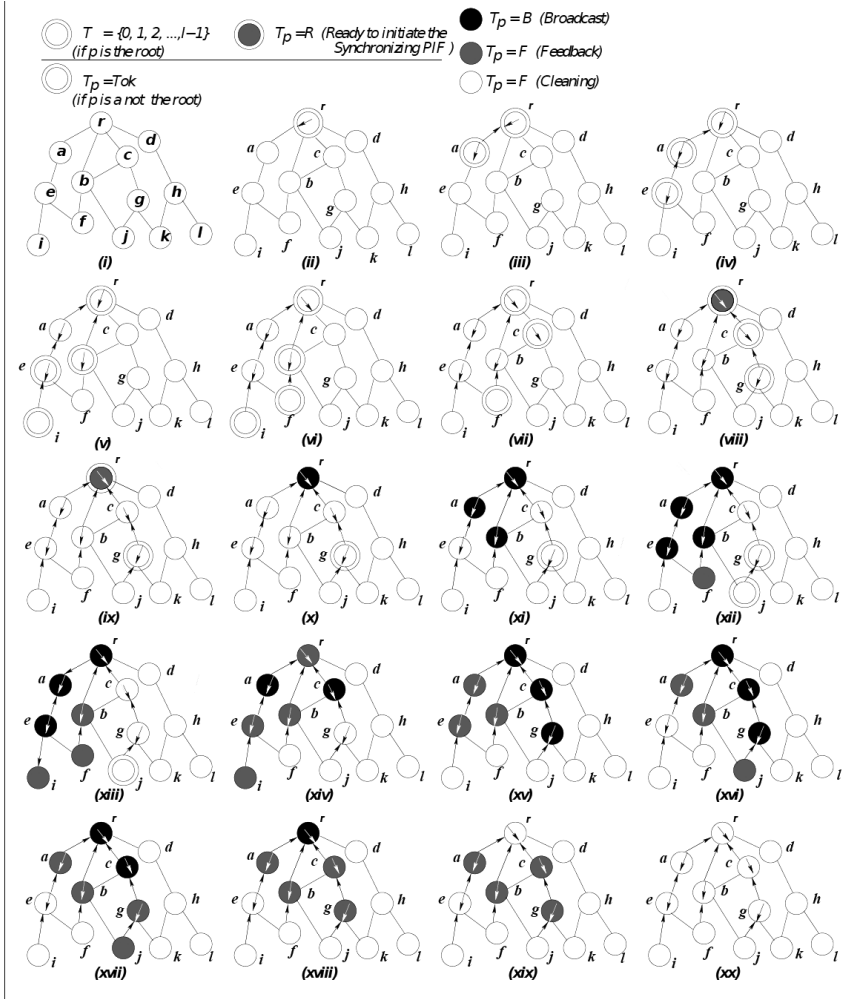 T = {0, 1, 2, ...,l−1}
(if p is the root)
Tp=R (Ready to initiate the
Synchronizing PIF )
Tp=Tok
(if p is a not the root)
Tp= B (Broadcast)
Tp= F (Feedback)
Tp= F (Cleaning)
r
a
d
c
b
e
g
h
f
i
j
k
l
(i)
r
a
d
c
b
e
g
h
i
f
j
k
l
(ii)
r
a
d
c
b
e
g
h
i
f
j
k
l
(iii)
r
a
d
c
b
e
g
h
i
f
j
k
l
(iv)
r
a
d
c
b
e
g
h
i
f
j
k
l
(v)
r
a
d
c
b
e
g
h
i
f
j
k
l
(vi)
r
a
d
c
b
e
g
h
i
f
j
k
l
(vii)
r
a
d
c
b
e
g
h
i
f
j
k
l
(viii)
r
a
d
c
b
e
g
h
i
f
j
k
l
(ix)
r
a
d
c
b
e
g
h
i
f
j
k
l
(x)
r
a
d
c
b
e
g
h
i
f
j
k
l
(xi)
r
a
d
c
b
e
g
h
i
f
j
k
l
(xii)
r
a
d
c
b
e
g
h
i
f
j
k
l
(xiii)
r
a
d
c
b
e
g
h
i
f
j
k
l
(xiv)
r
a
d
c
b
e
g
h
i
f
j
k
l
(xv)
r
a
d
c
b
e
g
h
i
f
j
k
l
(xvi)
r
a
d
c
b
e
g
h
i
f
j
k
l
(xvii)
r
a
d
c
b
e
g
h
i
f
j
k
l
(xviii)
r
a
d
c
b
e
g
h
i
f
j
k
l
(xix)
r
a
d
c
b
e
g
h
i
f
j
k
l
(xx)